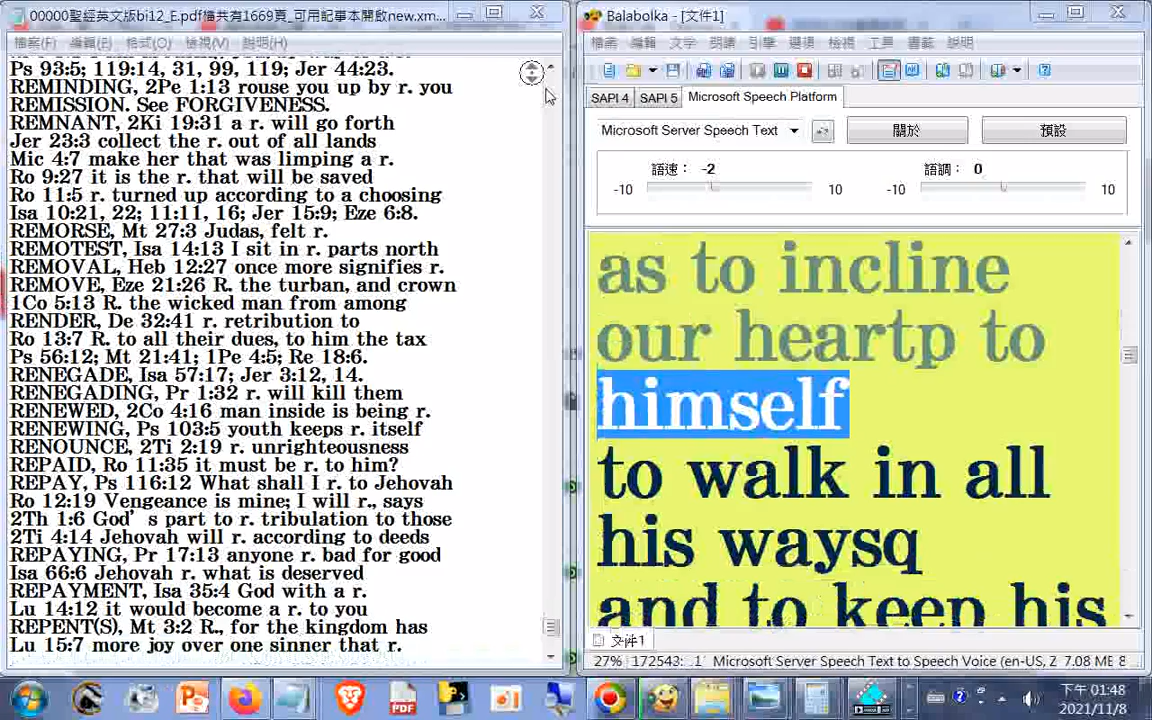 00000聖經英文版bi12_E.pdf檔共有1669頁_可用記事本開啟new.xm...
檔案(F) 編輯(E) 格式(O) 檢視(V) 說明(H)
Ps 93:5; 119:14, 31, 99, 119; Jer 44:23.
REMINDING, 2Pe 1:13 rouse you up by r. you
REMISSION. See FORGIVENESS.
REMNANT, 2Ki 19:31 a r. will go forth
Jer 23:3 collect the r. out of all lands
Mic 4:7 make her that was limping a r.
Ro 9:27 it is the r. that will be saved
Ro 11:5 r. turned up according to a choosing
Isa 10:21, 22; 11:11, 16; Jer 15:9; Eze 6:8.
REMORSE, Mt 27:3 Judas, felt r.
REMOTEST, Isa 14:13 I sit in r. parts north
REMOVAL, Heb 12:27 once more signifies r.
REMOVE, Eze 21:26 R. the turban, and crown
1Co 5:13 R. the wicked man from among
RENDER, De 32:41 r. retribution to
Ro 13:7 R. to all their dues, to him the tax
Ps 56:12; Mt 21:41; 1Pe 4:5; Re 18:6.
RENEGADE, Isa 57:17; Jer 3:12, 14.
RENEGADING, Pr 1:32 r. will kill them
RENEWED, 2Co 4:16 man inside is being r.
RENEWING, Ps 103:5 youth keeps r. itself
RENOUNCE, 2Ti 2:19 r. unrighteousness
REPAID, Ro 11:35 it must be r. to him?
REPAY, Ps 116:12 What shall I r. to Jehovah
Ro 12:19 Vengeance is mine; I will r., says
2Th 1:6 God's part to r. tribulation to those
2Ti 4:14 Jehovah will r. according to deeds
REPAYING, Pr 17:13 anyone r. bad for good
Isa 66:6 Jehovah r. what is deserved
REPAYMENT, Isa 35:4 God with a r.
Lu 14:12 it would become a r. to you
REPENT(S), Mt 3:2 R., for the kingdom has
Lu 15:7 more joy over one sinner that r.
Balabolka - [文件1]
檔案 編輯 文字 朗讀 引擎 選項 檢視 工具 書籤 說明
SAPI 4 SAPI 5 Microsoft Speech Platform
Microsoft Server Speech Text 關於 預設
語速： -2 語調： 0
-10 10 -10 10
as to incline
our heartp to
himself
to walk in all
his waysq
and to keep his
文件1
27% 172543: .1' Microsoft Server Speech Text to Speech Voice (en-US, Z 7.08 MB 8
下午 01:48
2021/11/8